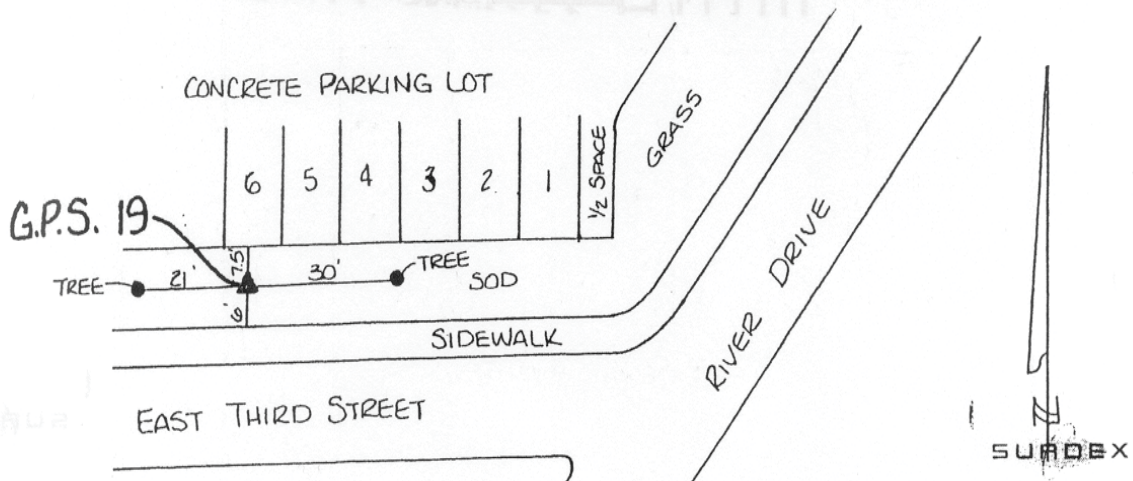 CONCRETE PARKING LOT
6 5 4 3 2 1 1/2 SPACE
GRASS
G.P.S. 19
TREE
21'
7.5'
30'
TREE
SOD
6'
SIDEWALK
RIVER DRIVE
EAST THIRD STREET
N
SURDEX